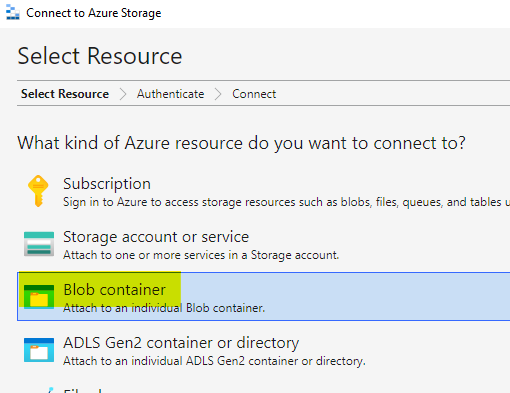 Connect to Azure Storage
Select Resource
Select Resource > Authenticate > Connect
What kind of Azure resource do you want to connect to?
Subscription
Sign in to Azure to access storage resources such as blobs, files, queues, and tables
Storage account or service
Attach to one or more services in a Storage account.
Blob container
Attach to an individual Blob container.
ADLS Gen2 container or directory
Attach to an individual ADLS Gen2 container or directory.